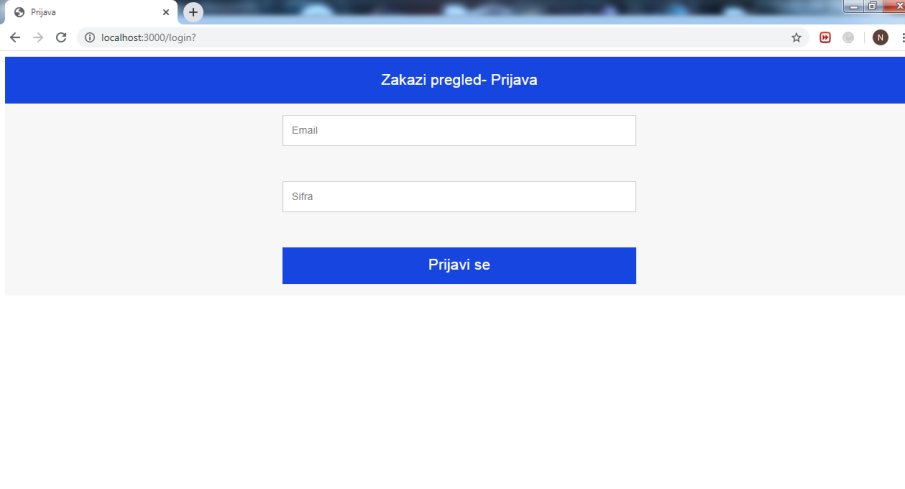 Prijava
localhost:3000/login?
N
Zakazi pregled- Prijava
Email
Sifra
Prijavi se